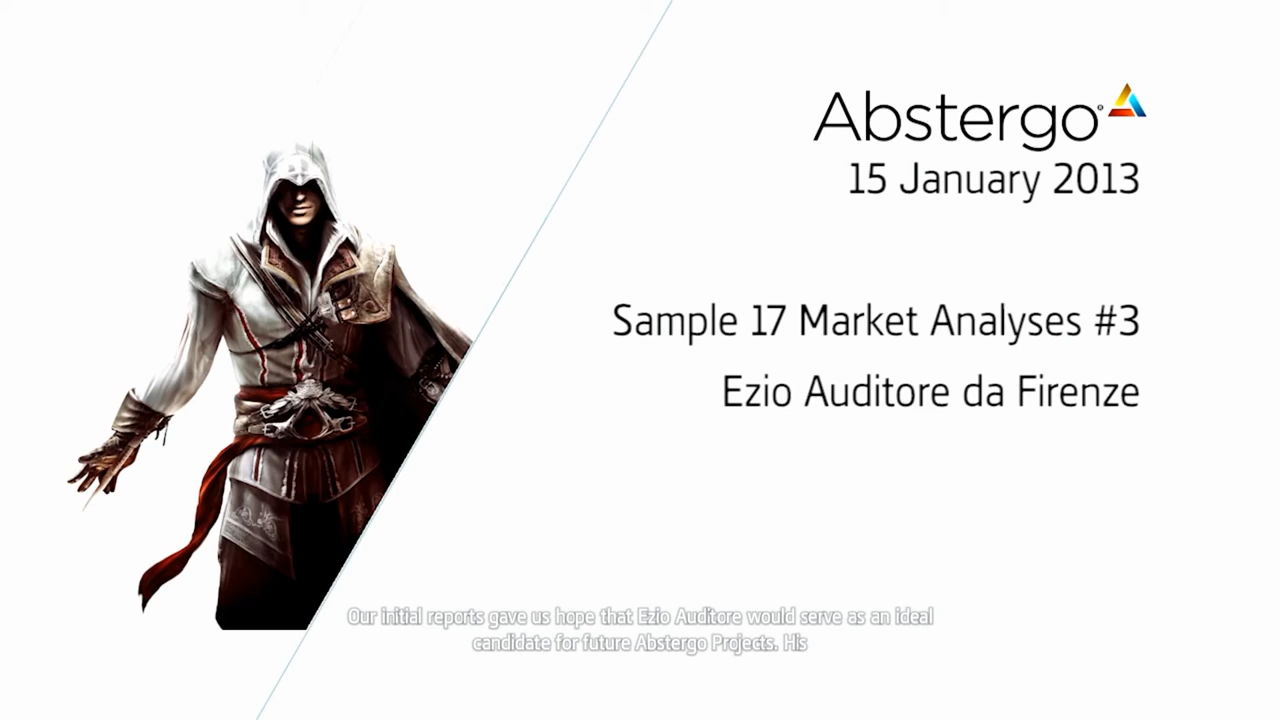 Abstergo®
15 January 2013
Sample 17 Market Analyses #3
Ezio Auditore da Firenze
Our initial reports gave us hope that Ezio Auditore would serve as an ideal
candidate for future Abstergo Projects. His